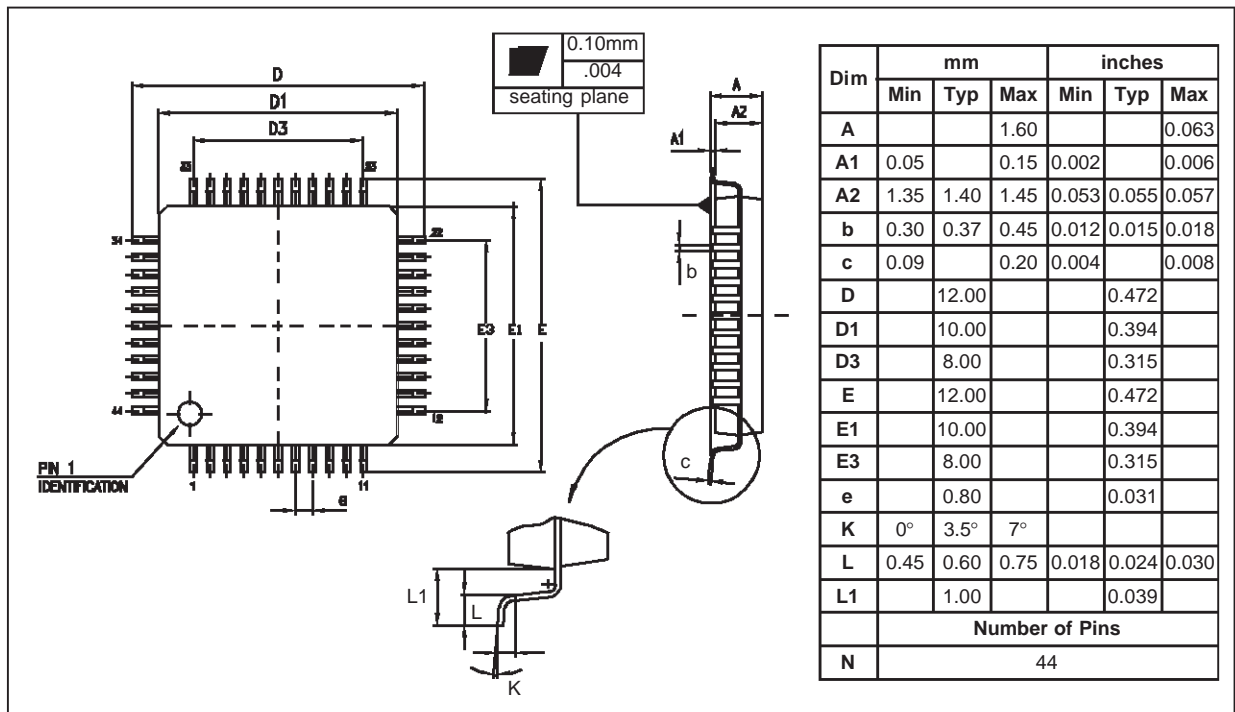 0.10mm
.004
seating plane
D
D1
D3
A
A2
A1
33
23
34
22
b
E3
E1
E
44
12
PIN 1
IDENTIFICATION
1
11
e
c
L1
L
K
Dim mm inches
Min Typ Max Min Typ Max
A 1.60 0.063
A1 0.05 0.15 0.002 0.006
A2 1.35 1.40 1.45 0.053 0.055 0.057
b 0.30 0.37 0.45 0.012 0.015 0.018
c 0.09 0.20 0.004 0.008
D 12.00 0.472
D1 10.00 0.394
D3 8.00 0.315
E 12.00 0.472
E1 10.00 0.394
E3 8.00 0.315
e 0.80 0.031
K 0° 3.5° 7°
L 0.45 0.60 0.75 0.018 0.024 0.030
L1 1.00 0.039
Number of Pins
N 44